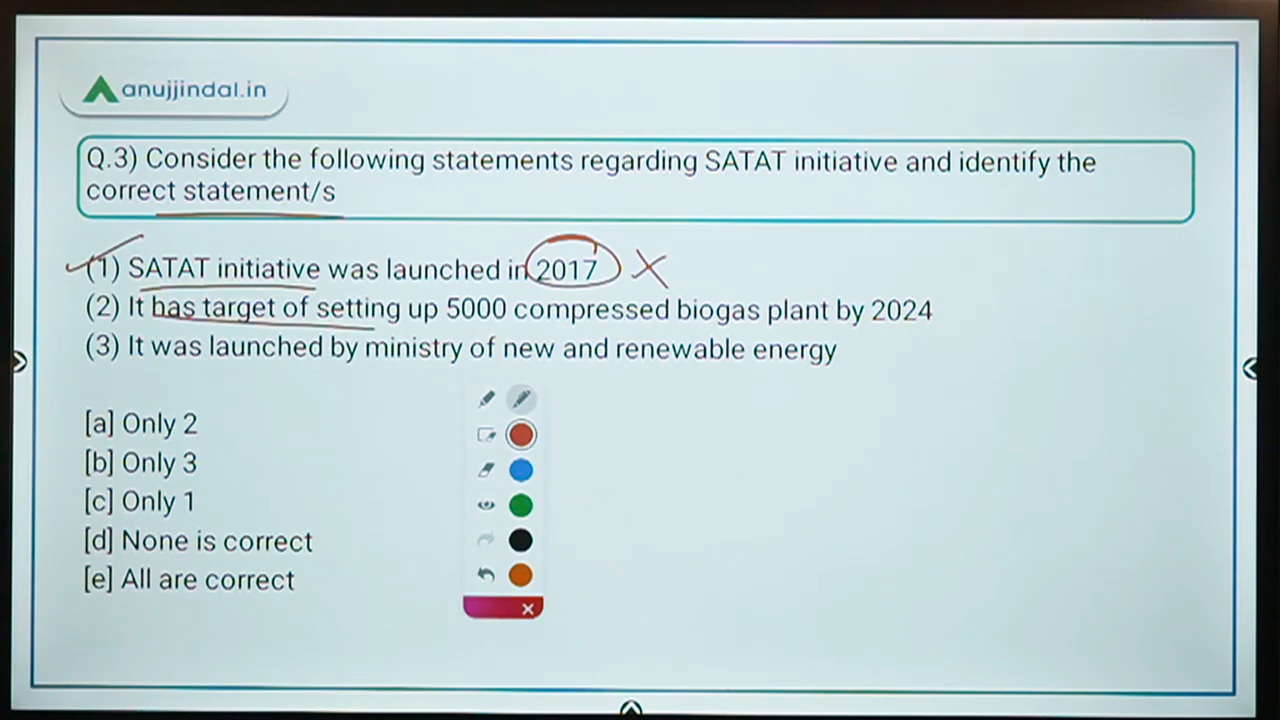 anujjindal.in
Q.3) Consider the following statements regarding SATAT initiative and identify the
correct statement/s
(1) SATAT initiative was launched in 2017
(2) It has target of setting up 5000 compressed biogas plant by 2024
(3) It was launched by ministry of new and renewable energy
[a] Only 2
[b] Only 3
[c] Only 1
[d] None is correct
[e] All are correct